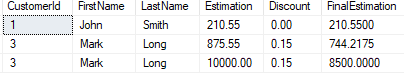 CustomerId FirstName LastName Estimation Discount FinalEstimation
1 John Smith 210.55 0.00 210.5500
3 Mark Long 875.55 0.15 744.2175
3 Mark Long 10000.00 0.15 8500.0000